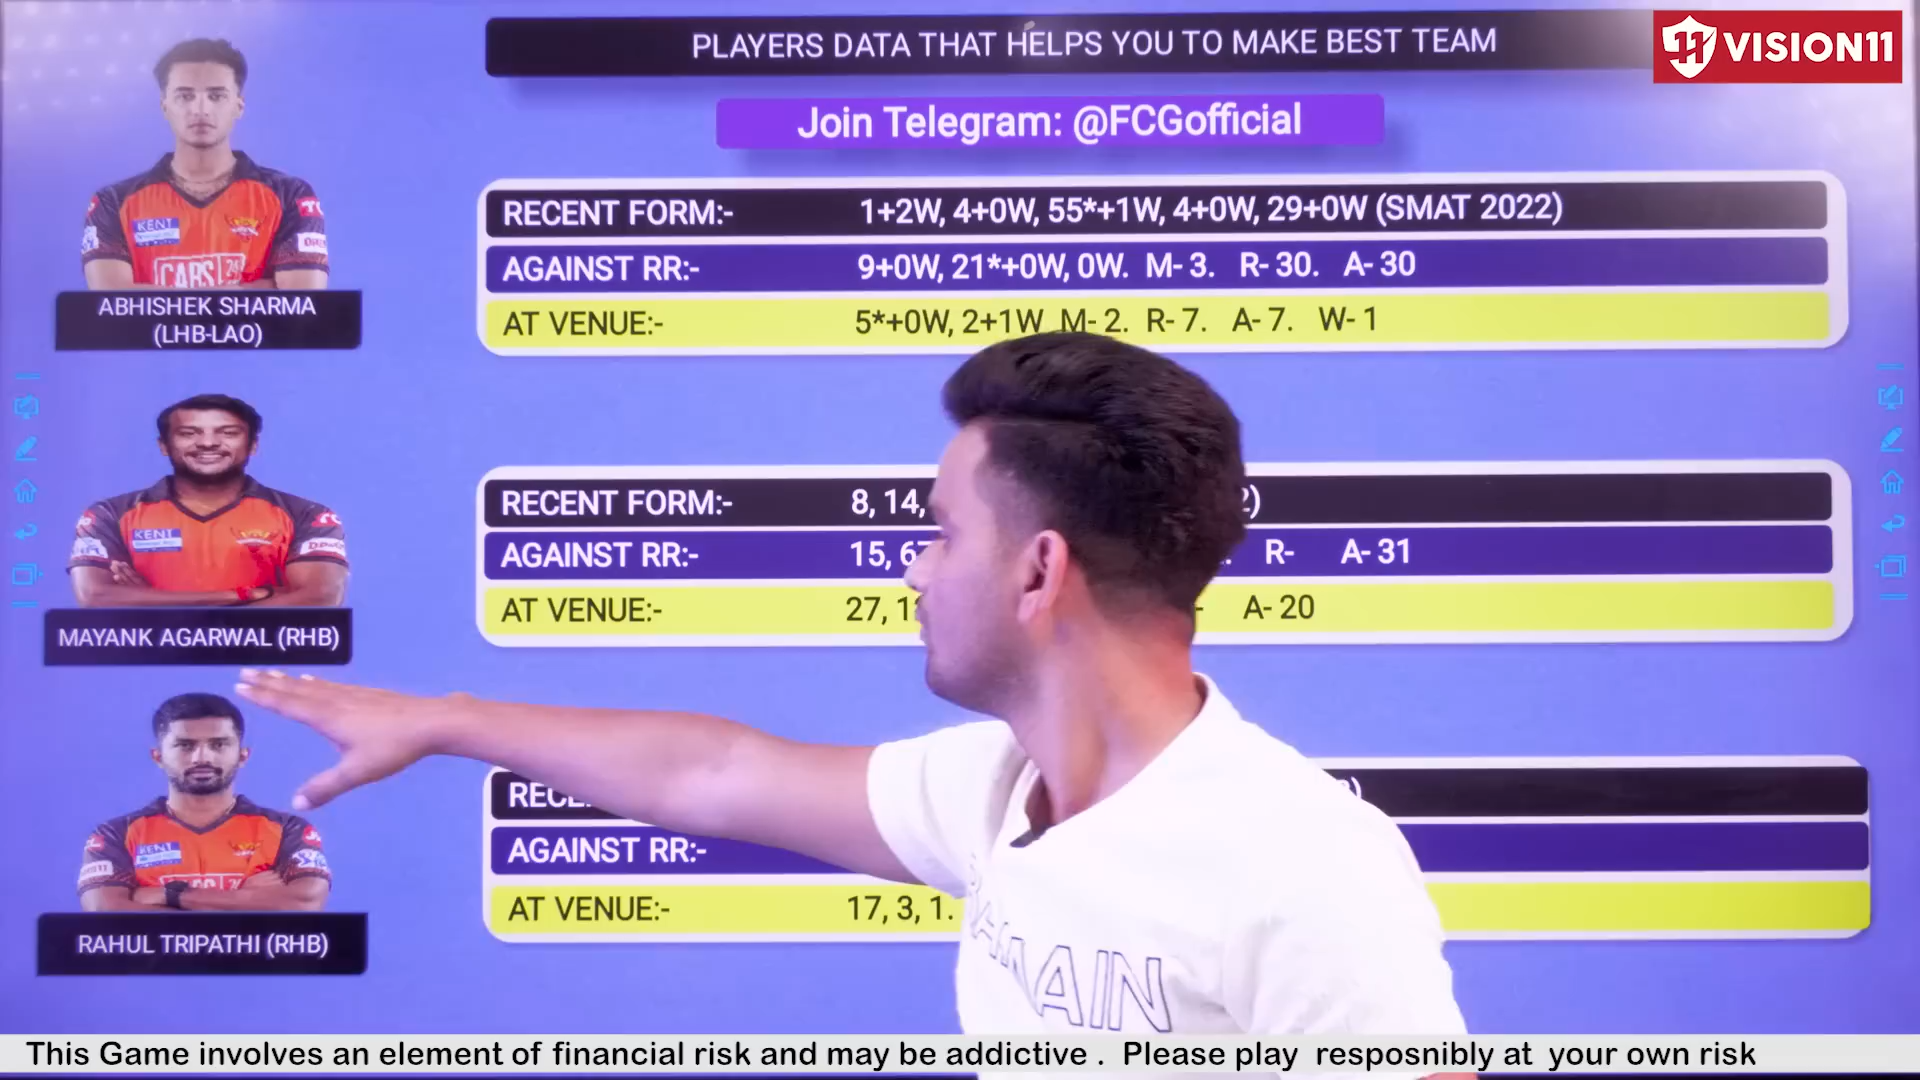 PLAYERS DATA THAT HELPS YOU TO MAKE BEST TEAM
VISION11
Join Telegram: @FCGofficial
RECENT FORM:- 1+2W, 4+0W, 55*+1W, 4+0W, 29+0W (SMAT 2022)
AGAINST RR:- 9+0W, 21*+0W, 0W. M- 3. R- 30. A- 30
AT VENUE:- 5*+0W, 2+1W M- 2. R- 7. A- 7. W- 1
KENT
CARS 24
ABHISHEK SHARMA
(LHB-LAO)
RECENT FORM:- 8, 14,
AGAINST RR:- 15, R- A- 31
AT VENUE:- 27, A- 20
KENT
MAYANK AGARWAL (RHB)
AGAINST RR:-
AT VENUE:- 17, 3, 1.
KENT
RAHUL TRIPATHI (RHB)
This Game involves an element of financial risk and may be addictive . Please play resposnibly at your own risk